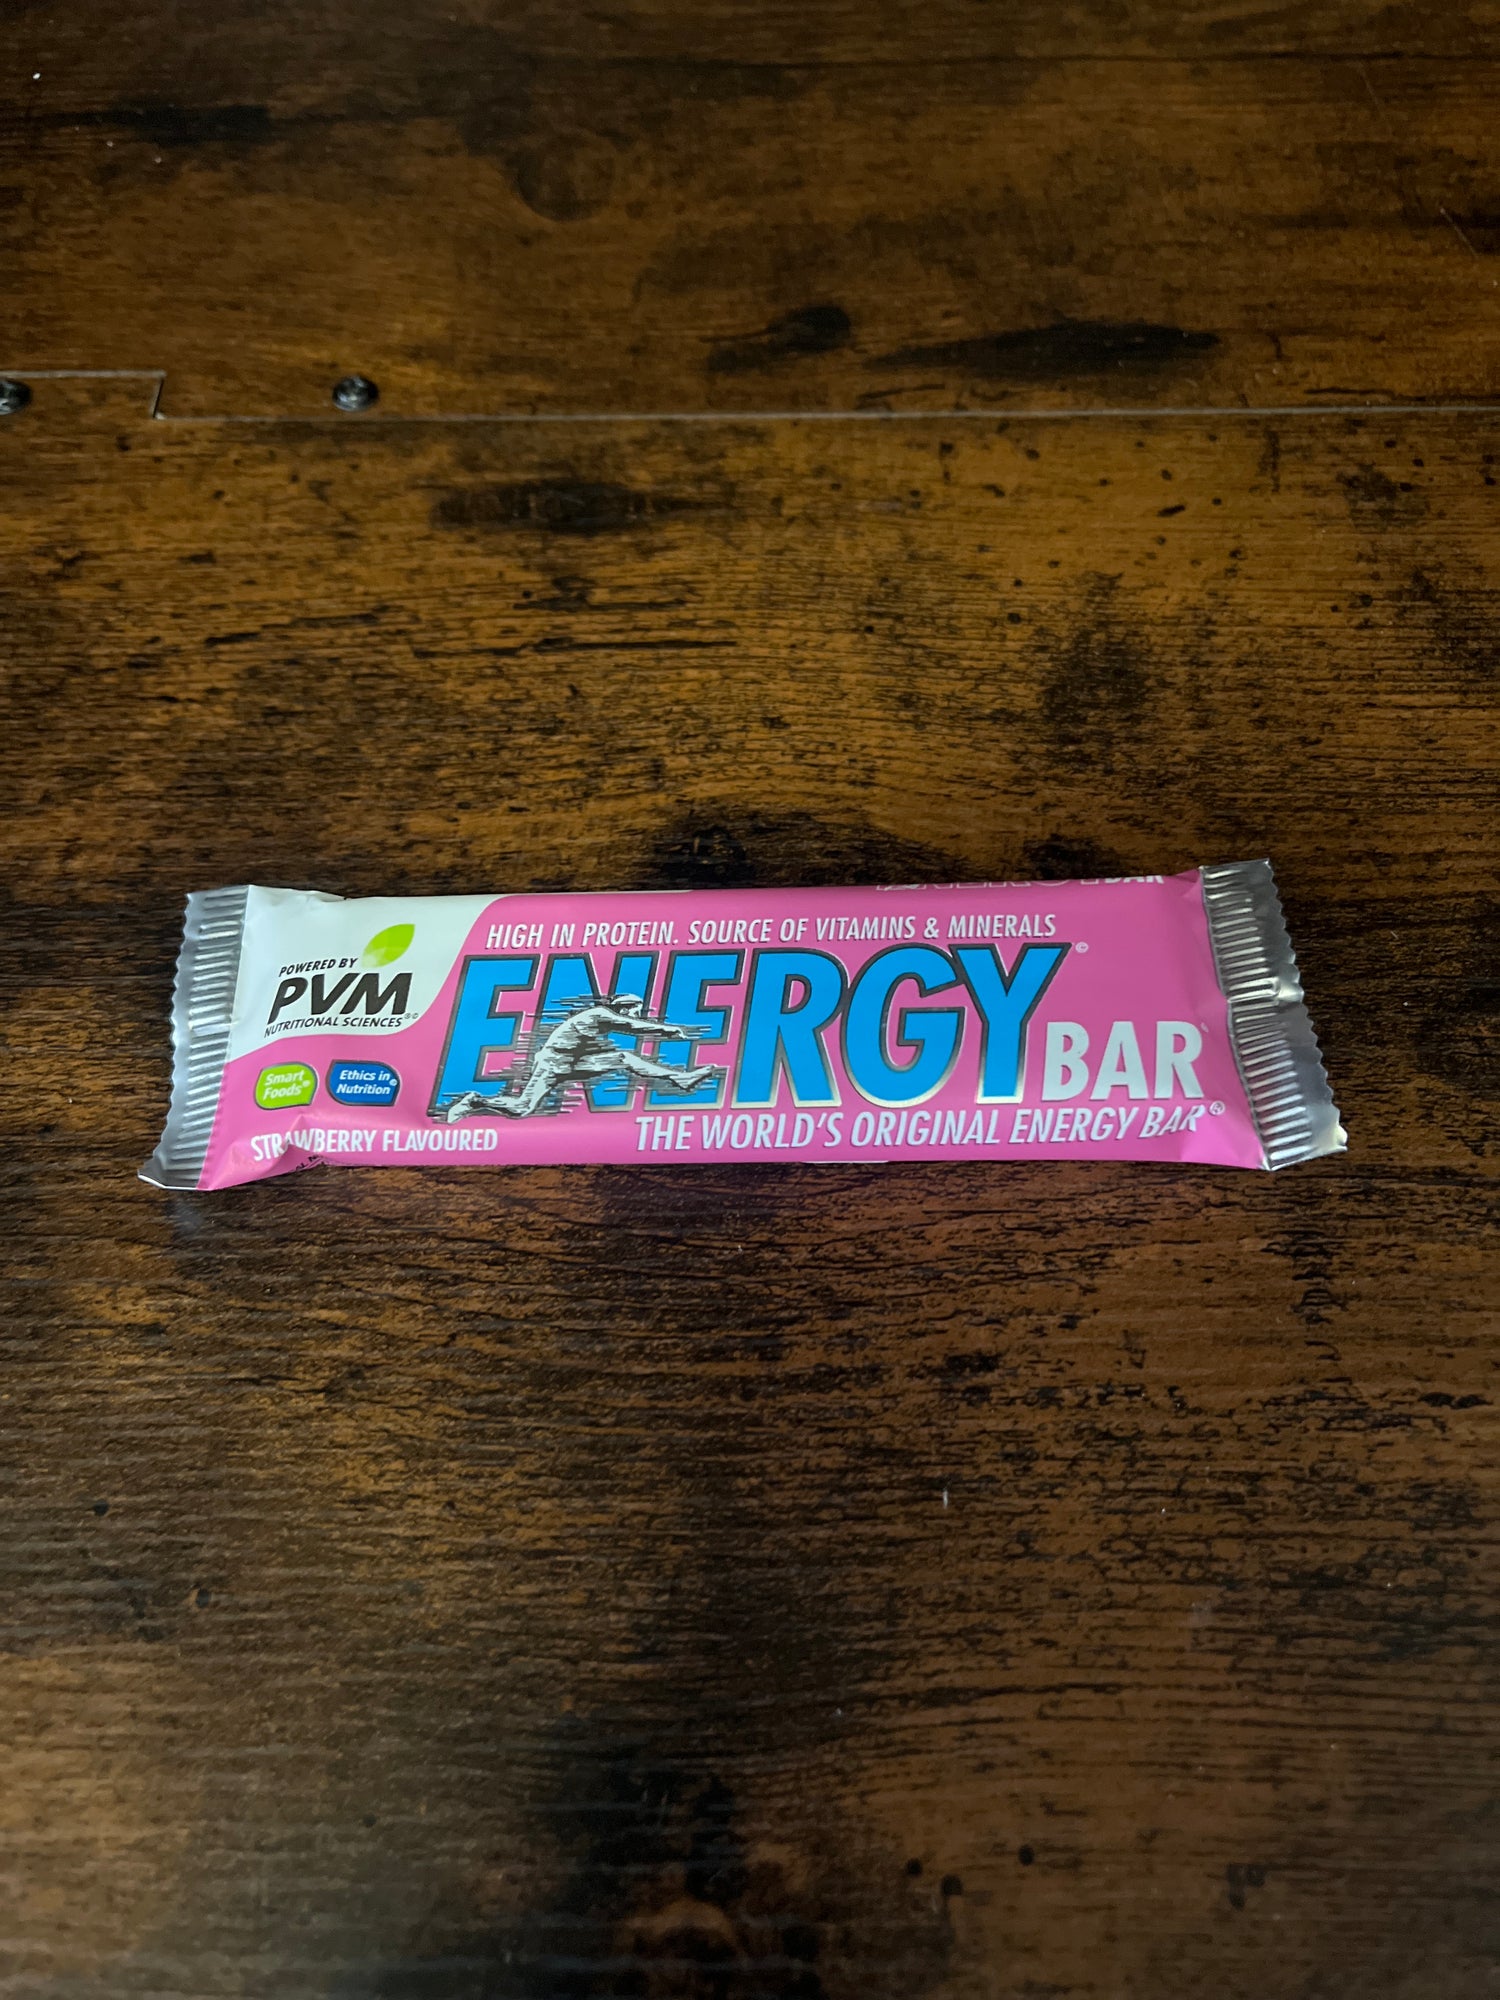 POWERED BY
PVM
NUTRITIONAL SCIENCES®©
Smart
Foods®
Ethics in
Nutrition®
STRAWBERRY FLAVOURED
HIGH IN PROTEIN. SOURCE OF VITAMINS & MINERALS
ENERGY©
BAR
THE WORLD'S ORIGINAL ENERGY BAR®
BAR